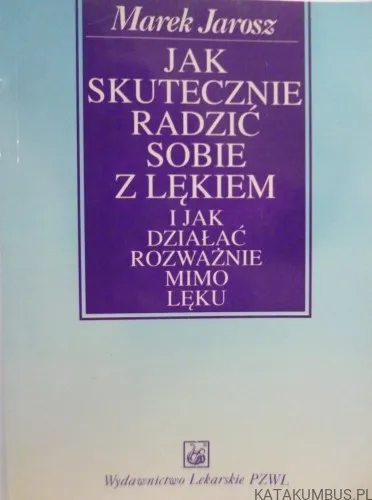 Marek Jarosz
JAK
SKUTECZNIE
RADZIĆ
SOBIE
Z LĘKIEM
I JAK
DZIAŁAĆ
ROZWAŻNIE
MIMO
LĘKU
Wydawnictwo Lekarskie PZWL
KATAKUMBUS.PL